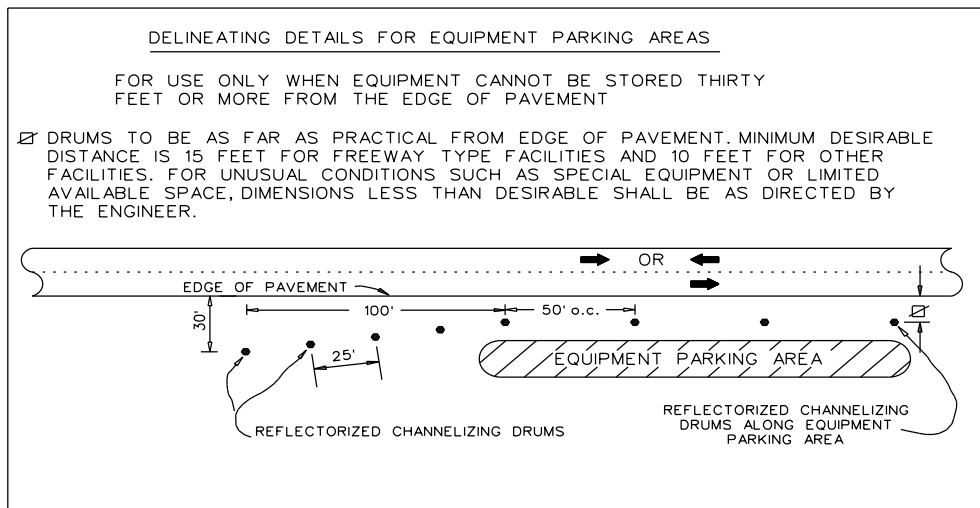 DELINEATING DETAILS FOR EQUIPMENT PARKING AREAS
FOR USE ONLY WHEN EQUIPMENT CANNOT BE STORED THIRTY
FEET OR MORE FROM THE EDGE OF PAVEMENT
DRUMS TO BE AS FAR AS PRACTICAL FROM EDGE OF PAVEMENT. MINIMUM DESIRABLE
DISTANCE IS 15 FEET FOR FREEWAY TYPE FACILITIES AND 10 FEET FOR OTHER
FACILITIES. FOR UNUSUAL CONDITIONS SUCH AS SPECIAL EQUIPMENT OR LIMITED
AVAILABLE SPACE, DIMENSIONS LESS THAN DESIRABLE SHALL BE AS DIRECTED BY
THE ENGINEER.
OR
EDGE OF PAVEMENT
30'
100'
50' o.c.
25'
EQUIPMENT PARKING AREA
REFLECTORIZED CHANNELIZING DRUMS
REFLECTORIZED CHANNELIZING
DRUMS ALONG EQUIPMENT
PARKING AREA